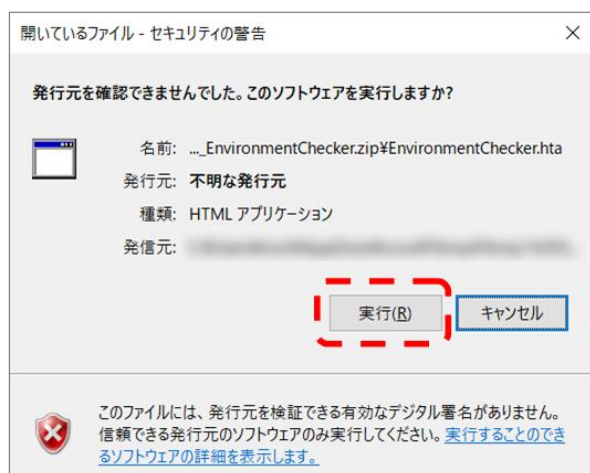 開いているファイル - セキュリティの警告
発行元を確認できませんでした。このソフトウェアを実行しますか?
名前: ..._EnvironmentChecker.zip¥EnvironmentChecker.hta
発行元: 不明な発行元
種類: HTML アプリケーション
発信元:
実行(R) キャンセル
このファイルには、発行元を検証できる有効なデジタル署名がありません。
信頼できる発行元のソフトウェアのみ実行してください。実行することのでき
るソフトウェアの詳細を表示します。